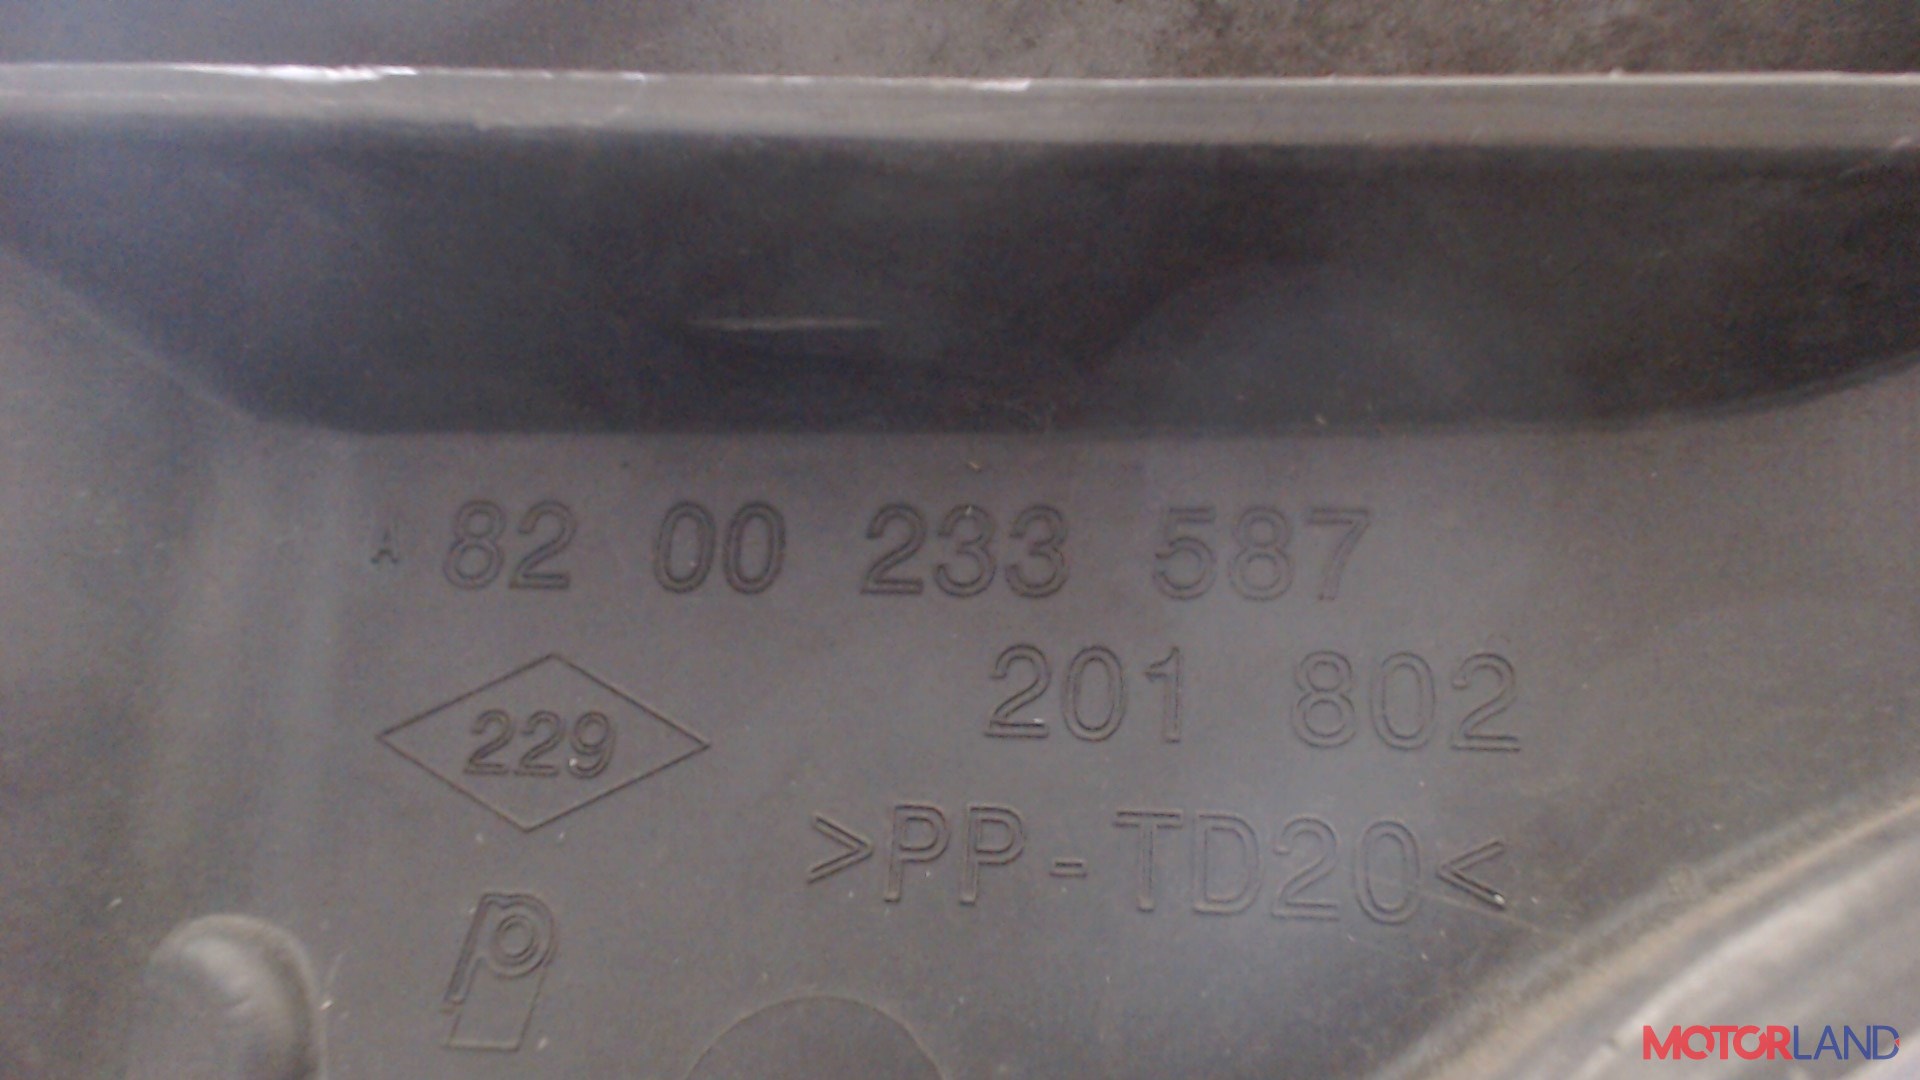 A 82 00 233 587
201 802
229
>PP-TD20<
MOTORLAND